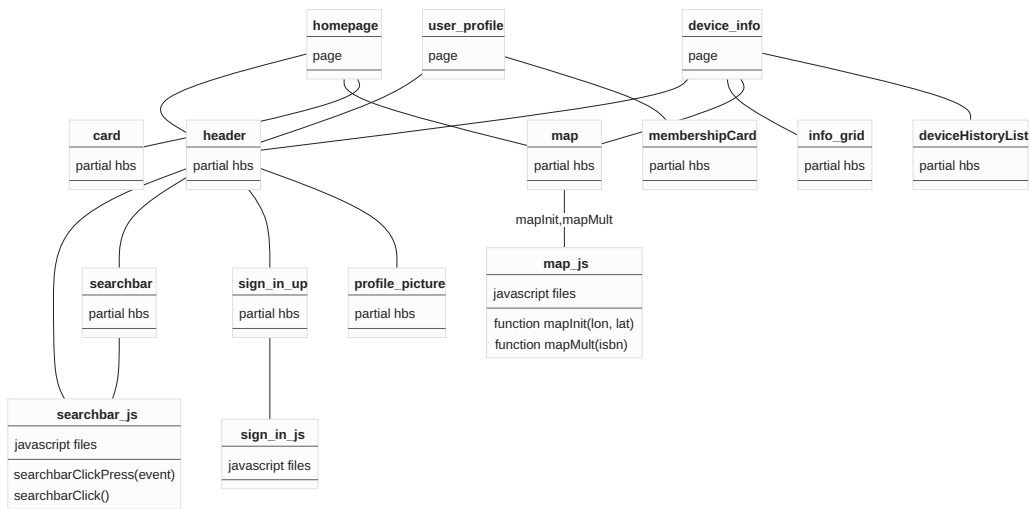 homepage
page
user_profile
page
device_info
page
card
partial hbs
header
partial hbs
map
partial hbs
membershipCard
partial hbs
info_grid
partial hbs
deviceHistoryList
partial hbs
mapInit,mapMult
searchbar
partial hbs
sign_in_up
partial hbs
profile_picture
partial hbs
map_js
javascript files
function mapInit(lon, lat)
function mapMult(isbn)
searchbar_js
javascript files
searchbarClickPress(event)
searchbarClick()
sign_in_js
javascript files